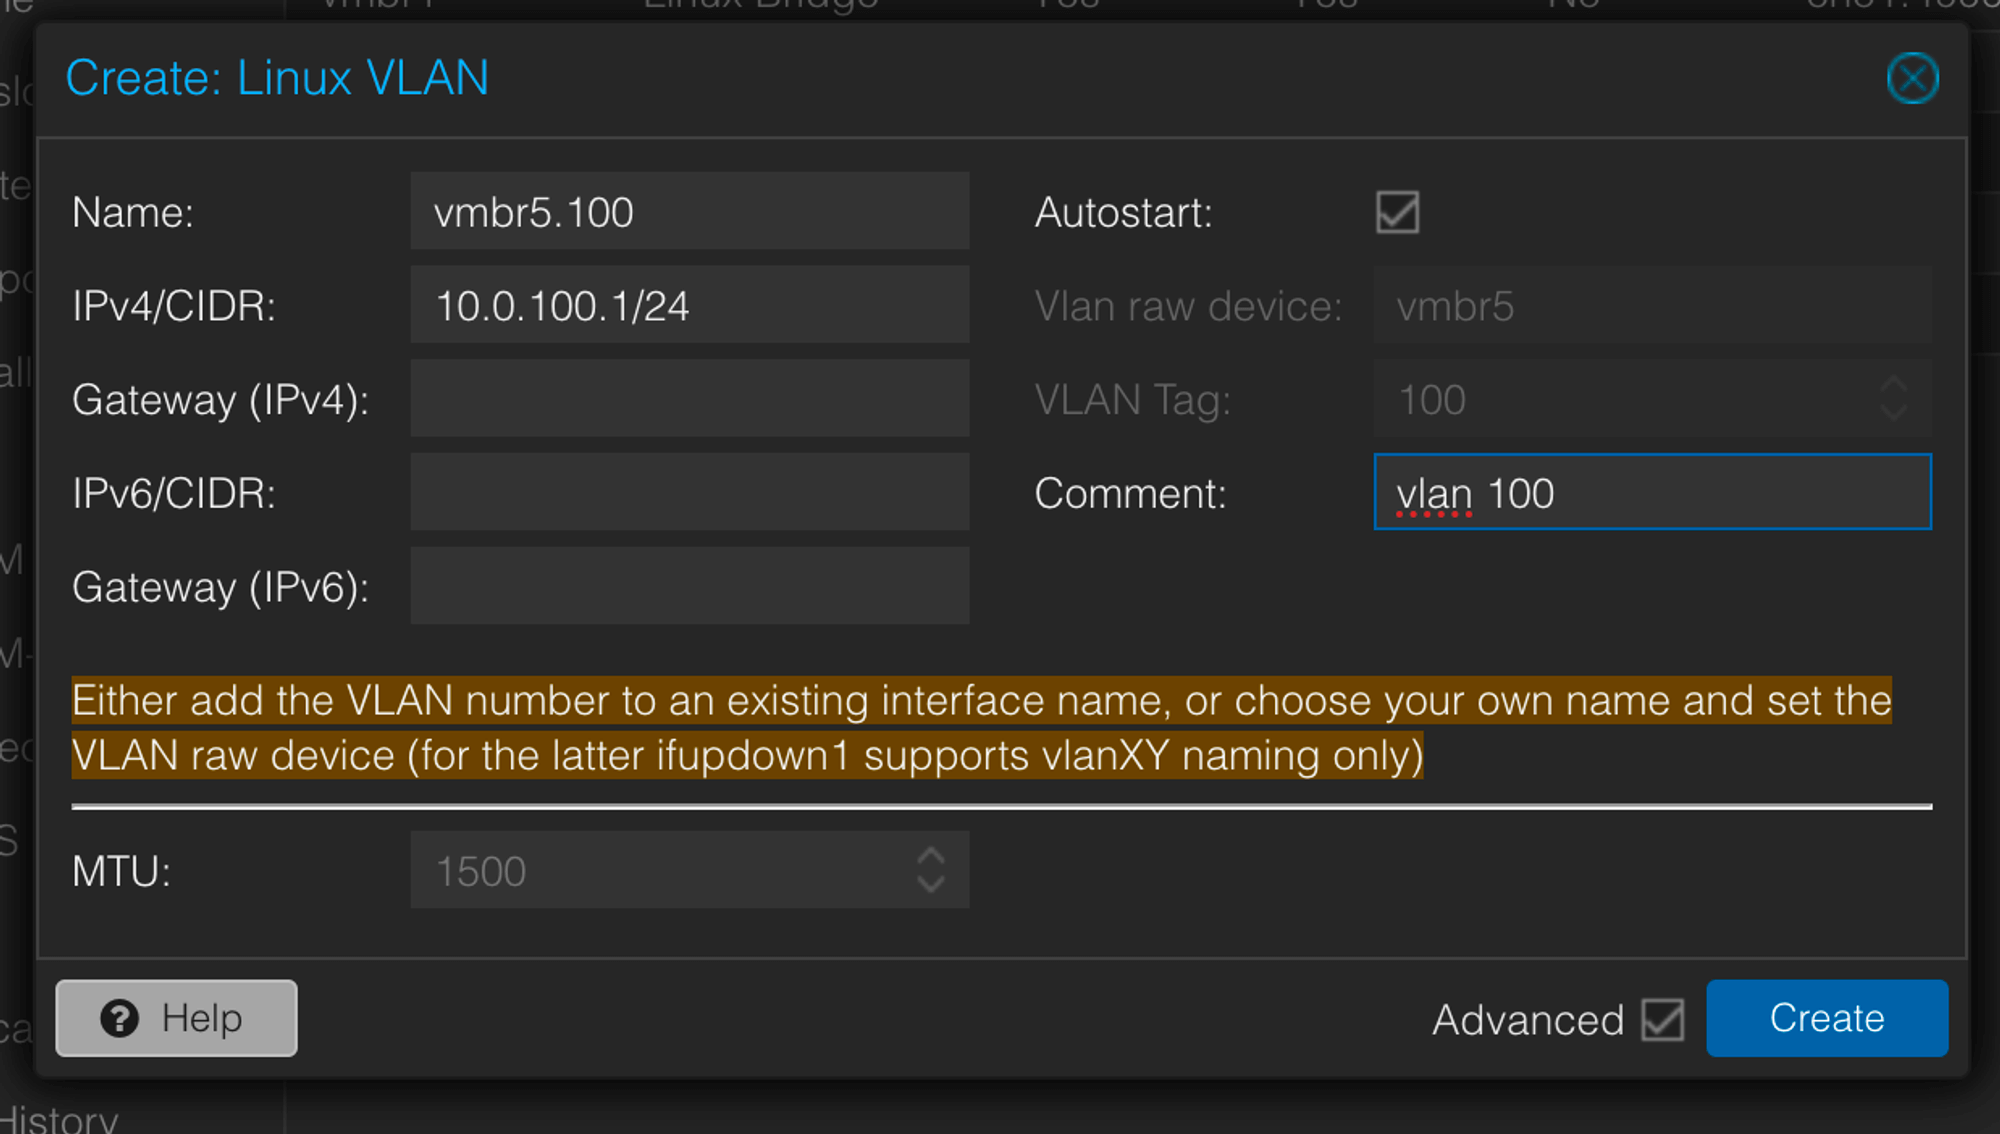 Create: Linux VLAN
Name: vmbr5.100
Autostart:
IPv4/CIDR: 10.0.100.1/24
Vlan raw device: vmbr5
Gateway (IPv4):
VLAN Tag: 100
IPv6/CIDR:
Comment: vlan 100
Gateway (IPv6):
Either add the VLAN number to an existing interface name, or choose your own name and set the
VLAN raw device (for the latter ifupdown1 supports vlanXY naming only)
MTU: 1500
Help
Advanced
Create
History